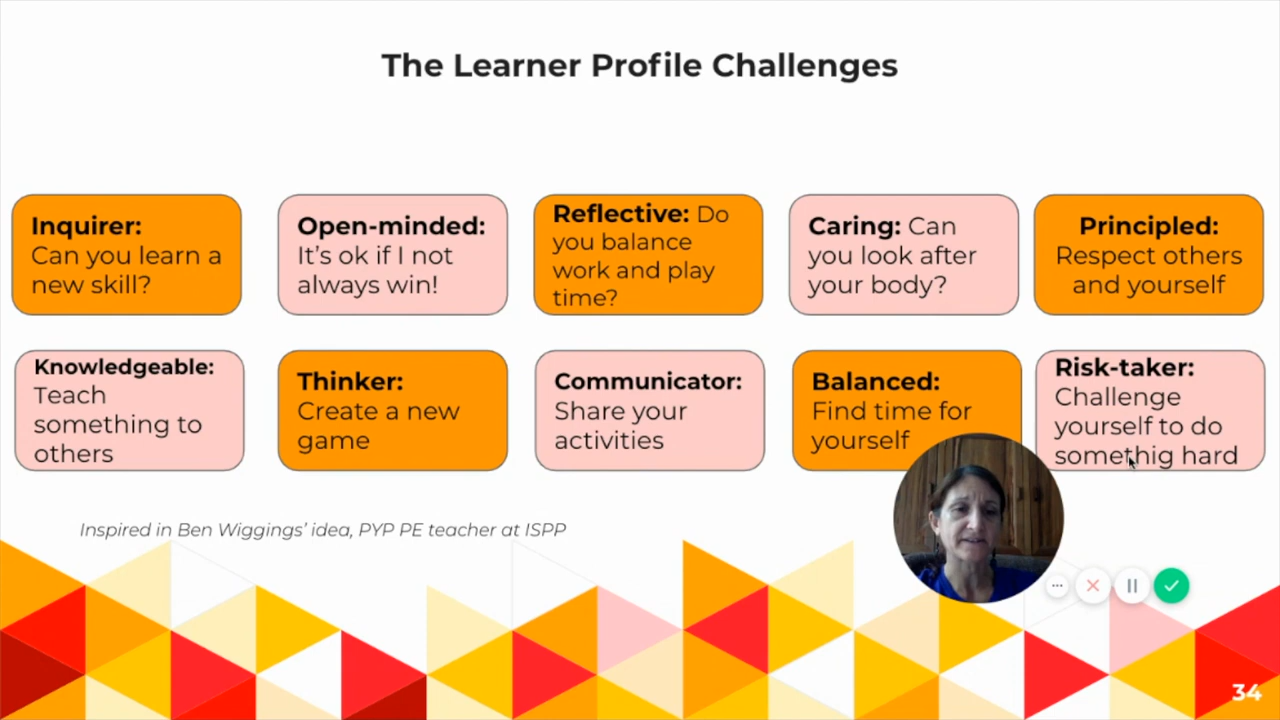 The Learner Profile Challenges
Inquirer:
Can you learn a
new skill?
Open-minded:
It's ok if I not
always win!
Reflective: Do
you balance
work and play
time?
Caring: Can
you look after
your body?
Principled:
Respect others
and yourself
Knowledgeable:
Teach
something to
others
Thinker:
Create a new
game
Communicator:
Share your
activities
Balanced:
Find time for
yourself
Risk-taker:
Challenge
yourself to do
somethig hard
Inspired in Ben Wiggings' idea, PYP PE teacher at ISPP
34